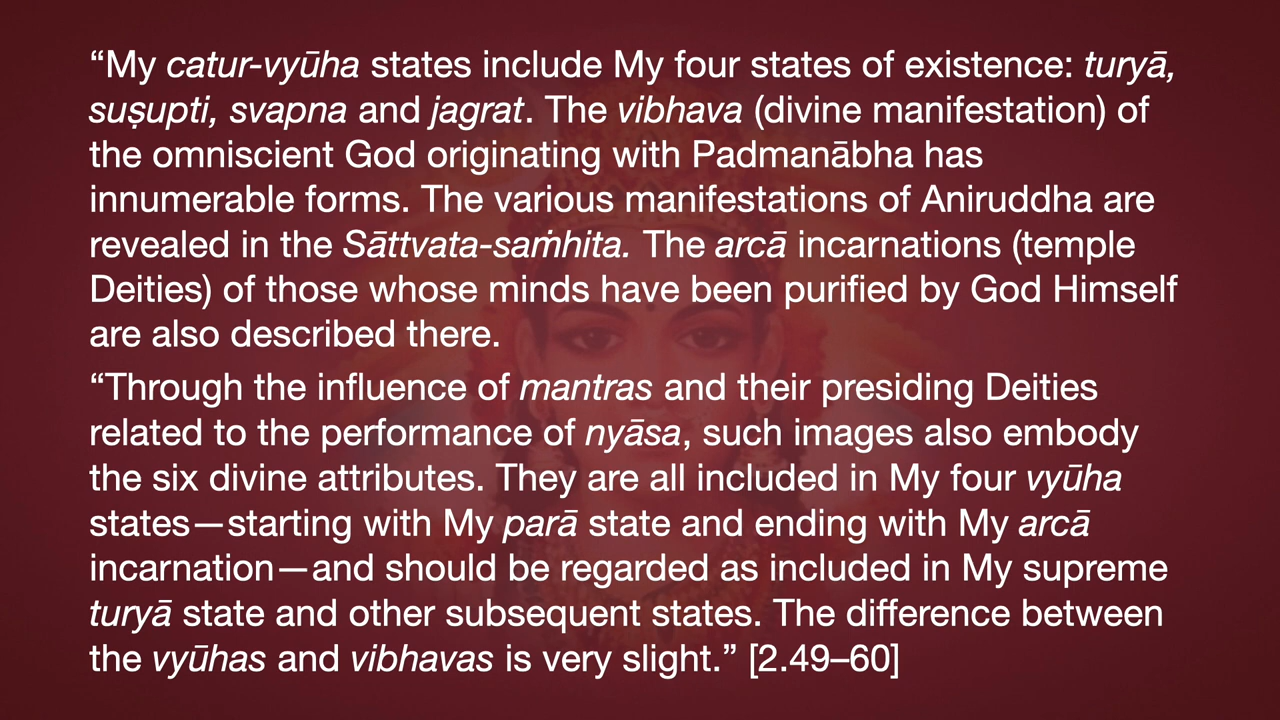 “My catur-vyūha states include My four states of existence: turyā,
suṣupti, svapna and jagrat. The vibhava (divine manifestation) of
the omniscient God originating with Padmanābha has
innumerable forms. The various manifestations of Aniruddha are
revealed in the Sāttvata-saṁhita. The arcā incarnations (temple
Deities) of those whose minds have been purified by God Himself
are also described there.
“Through the influence of mantras and their presiding Deities
related to the performance of nyāsa, such images also embody
the six divine attributes. They are all included in My four vyūha
states—starting with My parā state and ending with My arcā
incarnation—and should be regarded as included in My supreme
turyā state and other subsequent states. The difference between
the vyūhas and vibhavas is very slight.” [2.49–60]